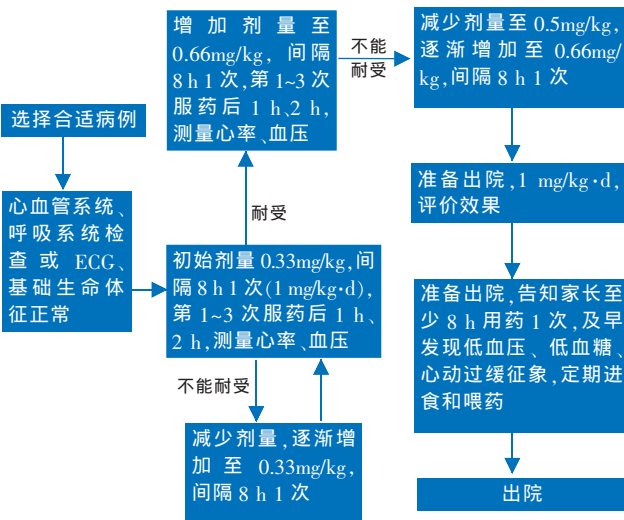 选择合适病例
心血管系统、
呼吸系统检
查或 ECG、
基础生命体
征正常
初始剂量0.33mg/kg,间
隔8 h 1次(1 mg/kg·d),
第 1~3 次服药后 1 h、
2 h,测量心率、血压
耐受
增加剂量至
0.66mg/kg, 间隔
8 h 1 次,第1~3次
服药后 1 h、2 h,
测量心率、血压
不能耐受
减少剂量,逐渐增
加至 0.33mg/kg,
间隔 8 h 1 次
不能
耐受
减少剂量至0.5mg/kg,
逐渐增加至0.66mg/
kg,间隔 8 h 1 次
准备出院,1 mg/kg·d,
评价效果
准备出院,告知家长至
少 8 h 用药 1 次,及早
发现低血压、低血糖、
心动过缓征象,定期进
食和喂药
出院